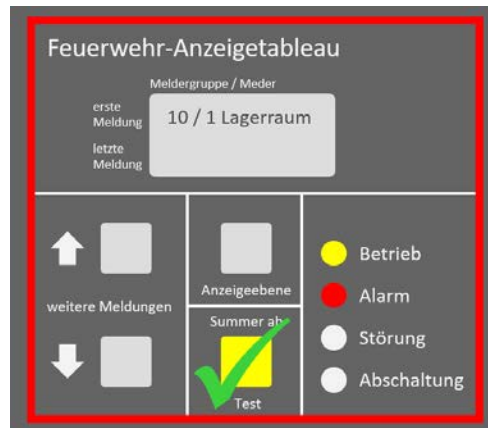 Feuerwehr-Anzeigetableau
Meldergruppe / Meder
erste
Meldung
10 / 1 Lagerraum
letzte
Meldung
weitere Meldungen
Anzeigeebene
Summer ab
Test
Betrieb
Alarm
Störung
Abschaltung